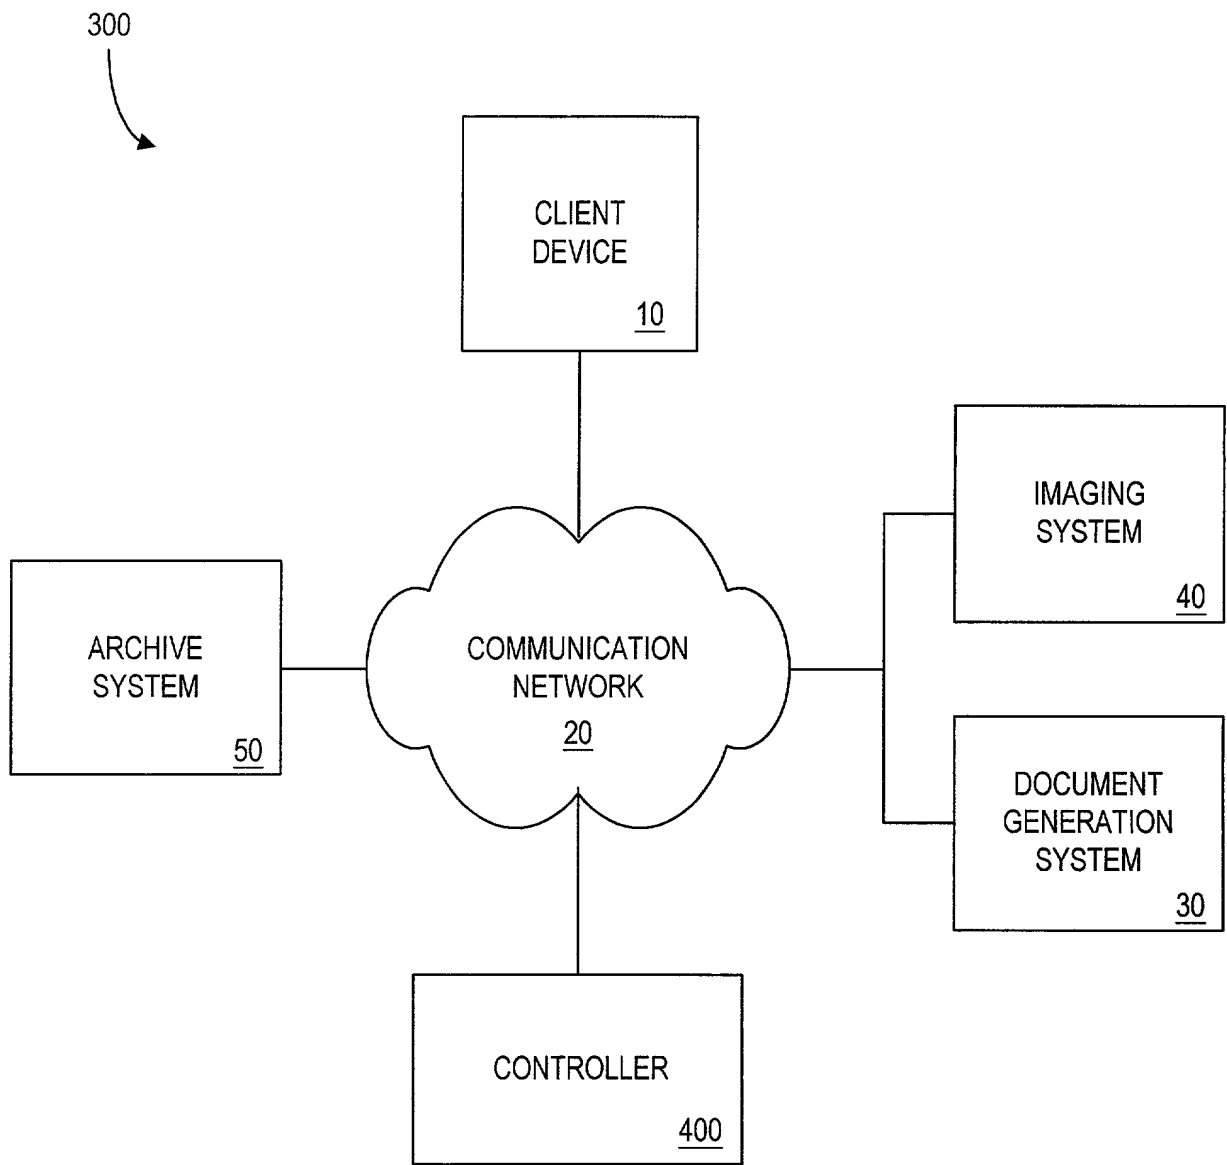 300
CLIENT
DEVICE
10
IMAGING
SYSTEM
40
ARCHIVE
SYSTEM
50
COMMUNICATION
NETWORK
20
DOCUMENT
GENERATION
SYSTEM
30
CONTROLLER
400